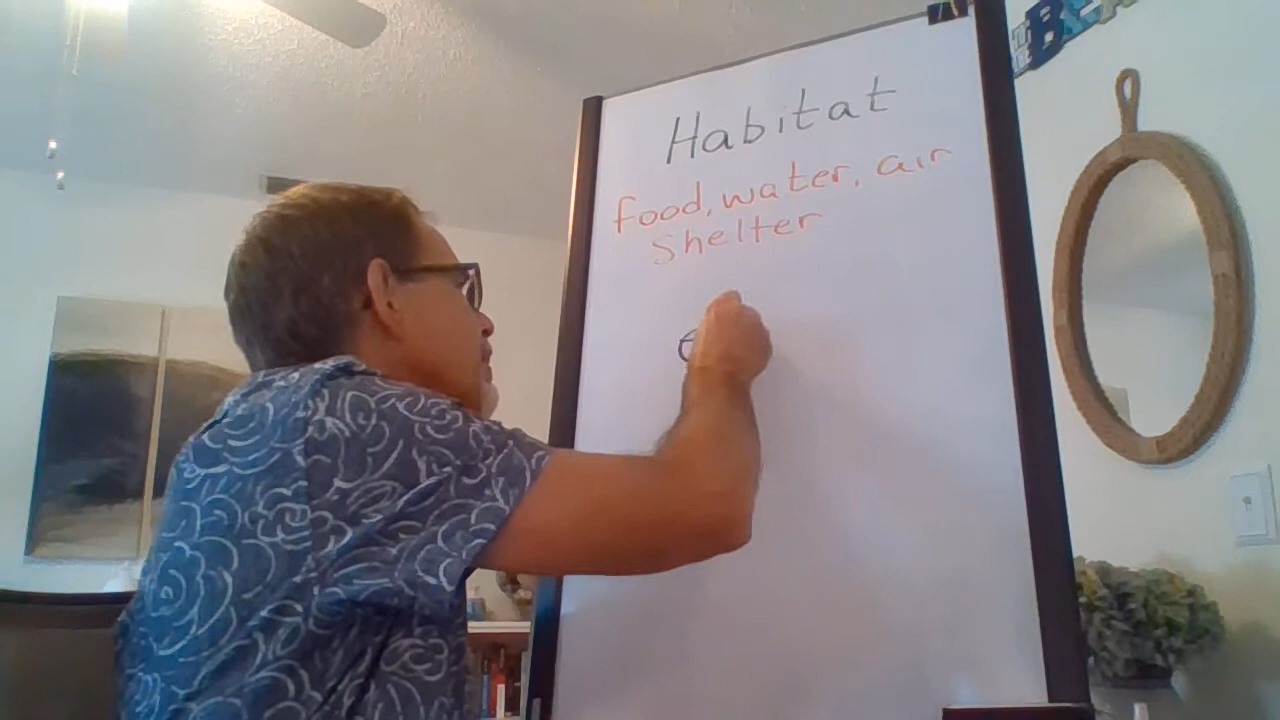 Habitat
food, water, air
Shelter